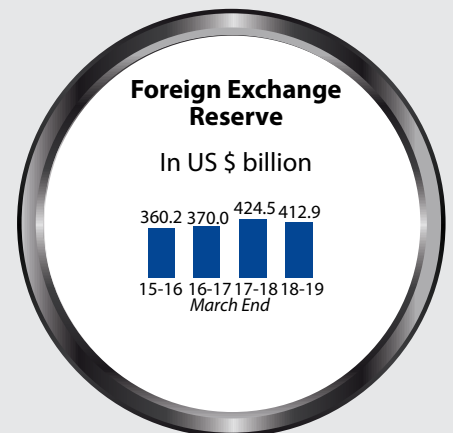 Foreign Exchange
Reserve
In US $ billion
360.2 370.0 424.5 412.9
15-16 16-17 17-18 18-19
March End